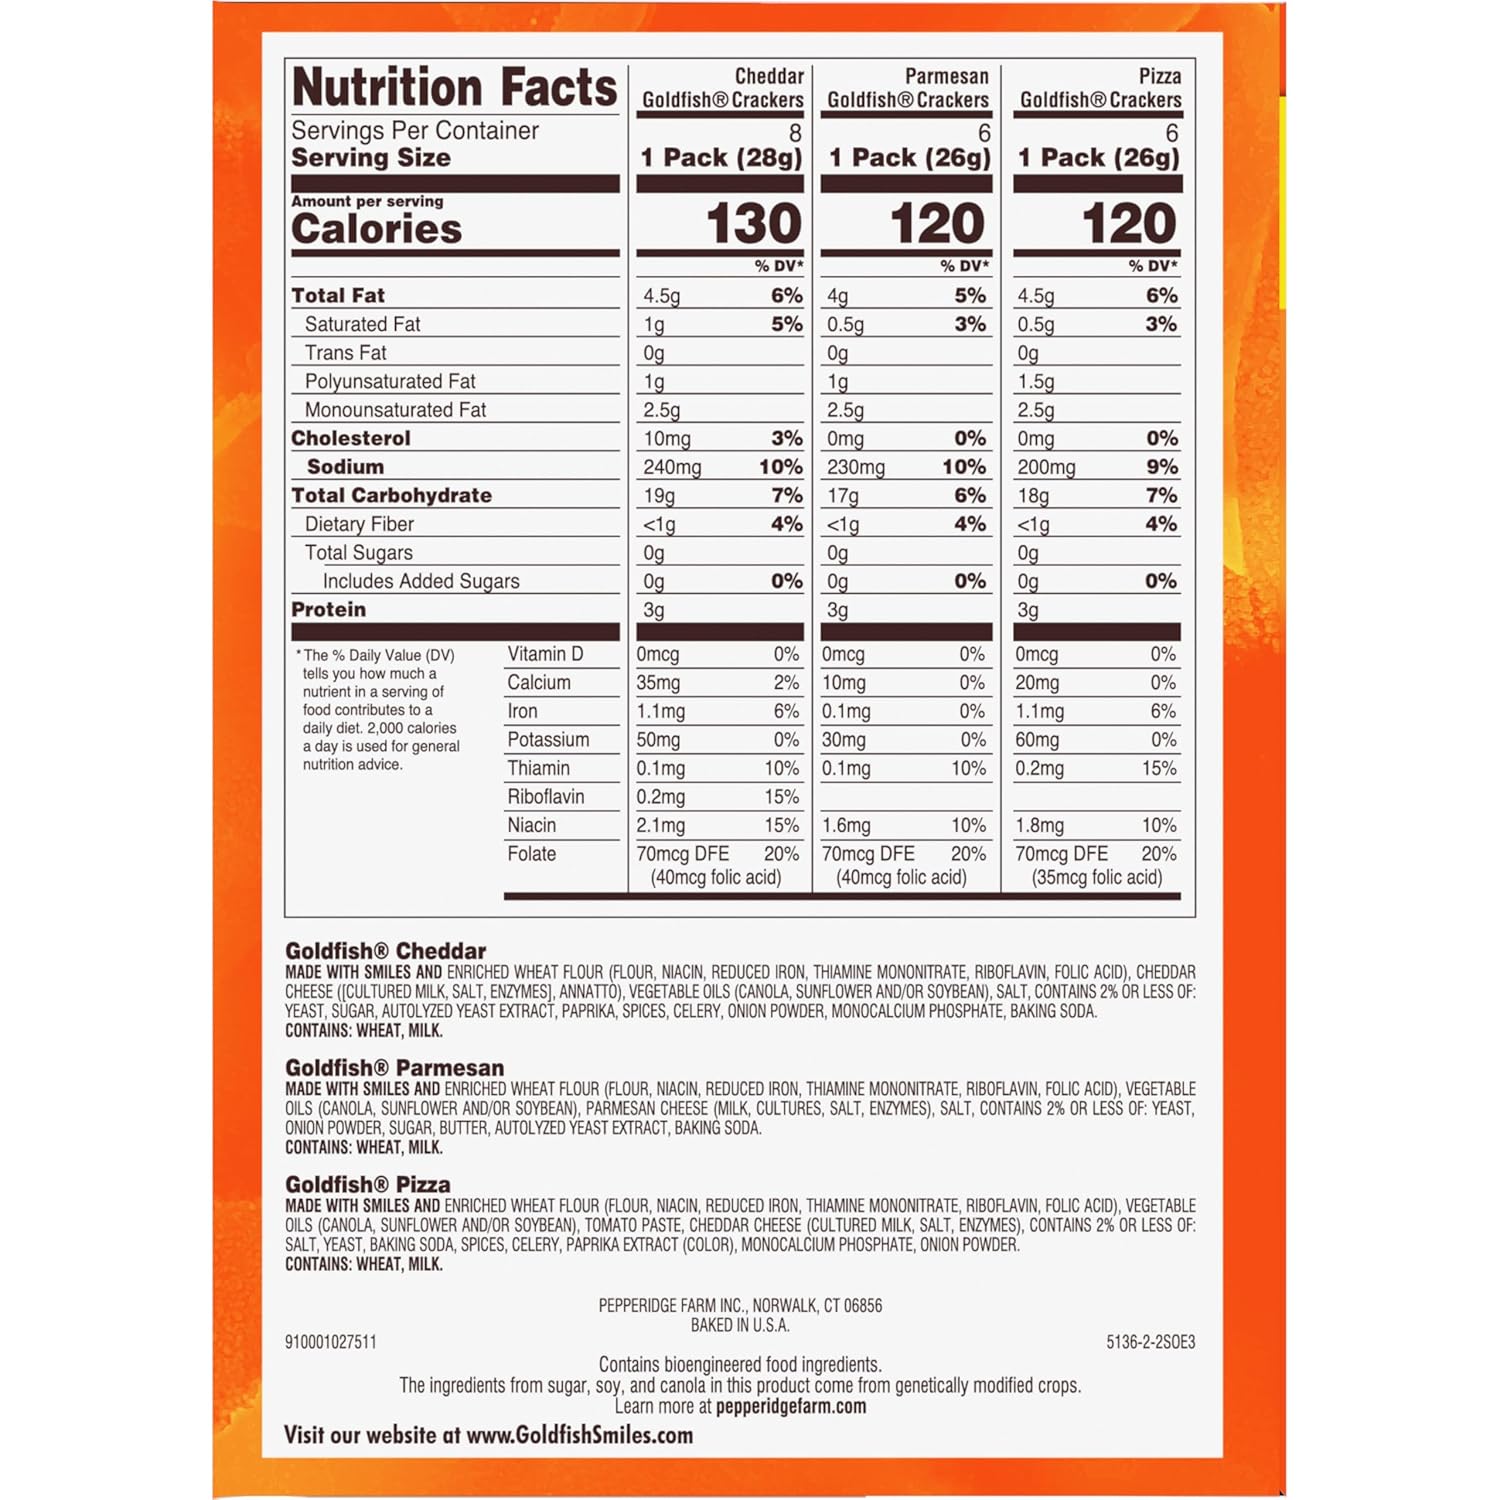 Nutrition Facts
Cheddar Goldfish® Crackers
Parmesan Goldfish® Crackers
Pizza Goldfish® Crackers
Servings Per Container 8 6 6
Serving Size 1 Pack (28g) 1 Pack (26g) 1 Pack (26g)
Amount per serving
Calories 130 120 120
% DV* % DV* % DV*
Total Fat 4.5g 6% 4g 5% 4.5g 6%
Saturated Fat 1g 5% 0.5g 3% 0.5g 3%
Trans Fat 0g 0g 0g
Polyunsaturated Fat 1g 1g 1.5g
Monounsaturated Fat 2.5g 2.5g 2.5g
Cholesterol 10mg 3% 0mg 0% 0mg 0%
Sodium 240mg 10% 230mg 10% 200mg 9%
Total Carbohydrate 19g 7% 17g 6% 18g 7%
Dietary Fiber <1g 4% <1g 4% <1g 4%
Total Sugars 0g 0g 0g
Includes Added Sugars 0g 0% 0g 0% 0g 0%
Protein 3g 3g 3g
*The % Daily Value (DV)
tells you how much a
nutrient in a serving of
food contributes to a
daily diet. 2,000 calories
a day is used for general
nutrition advice.
Vitamin D 0mcg 0% 0mcg 0% 0mcg 0%
Calcium 35mg 2% 10mg 0% 20mg 0%
Iron 1.1mg 6% 0.1mg 0% 1.1mg 6%
Potassium 50mg 0% 30mg 0% 60mg 0%
Thiamin 0.1mg 10% 0.1mg 10% 0.2mg 15%
Riboflavin 0.2mg 15%
Niacin 2.1mg 15% 1.6mg 10% 1.8mg 10%
Folate 70mcg DFE 20% 70mcg DFE 20% 70mcg DFE 20%
(40mcg folic acid) (40mcg folic acid) (35mcg folic acid)
Goldfish® Cheddar
MADE WITH SMILES AND ENRICHED WHEAT FLOUR (FLOUR, NIACIN, REDUCED IRON, THIAMINE MONONITRATE, RIBOFLAVIN, FOLIC ACID), CHEDDAR
CHEESE ([CULTURED MILK, SALT, ENZYMES], ANNATTO), VEGETABLE OILS (CANOLA, SUNFLOWER AND/OR SOYBEAN), SALT, CONTAINS 2% OR LESS OF:
YEAST, SUGAR, AUTOLYZED YEAST EXTRACT, PAPRIKA, SPICES, CELERY, ONION POWDER, MONOCALCIUM PHOSPHATE, BAKING SODA.
CONTAINS: WHEAT, MILK.
Goldfish® Parmesan
MADE WITH SMILES AND ENRICHED WHEAT FLOUR (FLOUR, NIACIN, REDUCED IRON, THIAMINE MONONITRATE, RIBOFLAVIN, FOLIC ACID), VEGETABLE
OILS (CANOLA, SUNFLOWER AND/OR SOYBEAN), PARMESAN CHEESE (MILK, CULTURES, SALT, ENZYMES), SALT, CONTAINS 2% OR LESS OF: YEAST,
ONION POWDER, SUGAR, BUTTER, AUTOLYZED YEAST EXTRACT, BAKING SODA.
CONTAINS: WHEAT, MILK.
Goldfish® Pizza
MADE WITH SMILES AND ENRICHED WHEAT FLOUR (FLOUR, NIACIN, REDUCED IRON, THIAMINE MONONITRATE, RIBOFLAVIN, FOLIC ACID), VEGETABLE
OILS (CANOLA, SUNFLOWER AND/OR SOYBEAN), TOMATO PASTE, CHEDDAR CHEESE (CULTURED MILK, SALT, ENZYMES), CONTAINS 2% OR LESS OF:
SALT, YEAST, BAKING SODA, SPICES, CELERY, PAPRIKA EXTRACT (COLOR), MONOCALCIUM PHOSPHATE, ONION POWDER.
CONTAINS: WHEAT, MILK.
PEPPERIDGE FARM INC., NORWALK, CT 06856
BAKED IN U.S.A.
910001027511 5136-2-2SOE3
Contains bioengineered food ingredients.
The ingredients from sugar, soy, and canola in this product come from genetically modified crops.
Learn more at pepperidgefarm.com
Visit our website at www.GoldfishSmiles.com